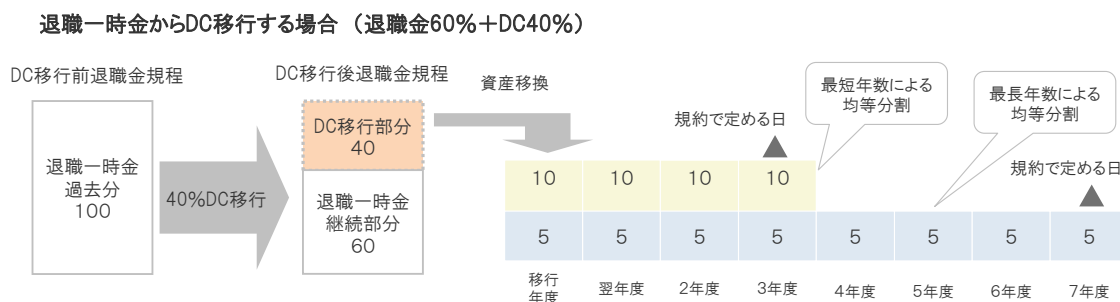 退職一時金からDC移行する場合 （退職金60%＋DC40%）
DC移行前退職金規程
退職一時金
過去分
100
40%DC移行
DC移行後退職金規程
DC移行部分
40
退職一時金
継続部分
60
資産移換
規約で定める日
最短年数による
均等分割
最長年数による
均等分割
規約で定める日
10 10 10 10
5 5 5 5 5 5 5 5
移行
年度
翌年度 2年度 3年度 4年度 5年度 6年度 7年度